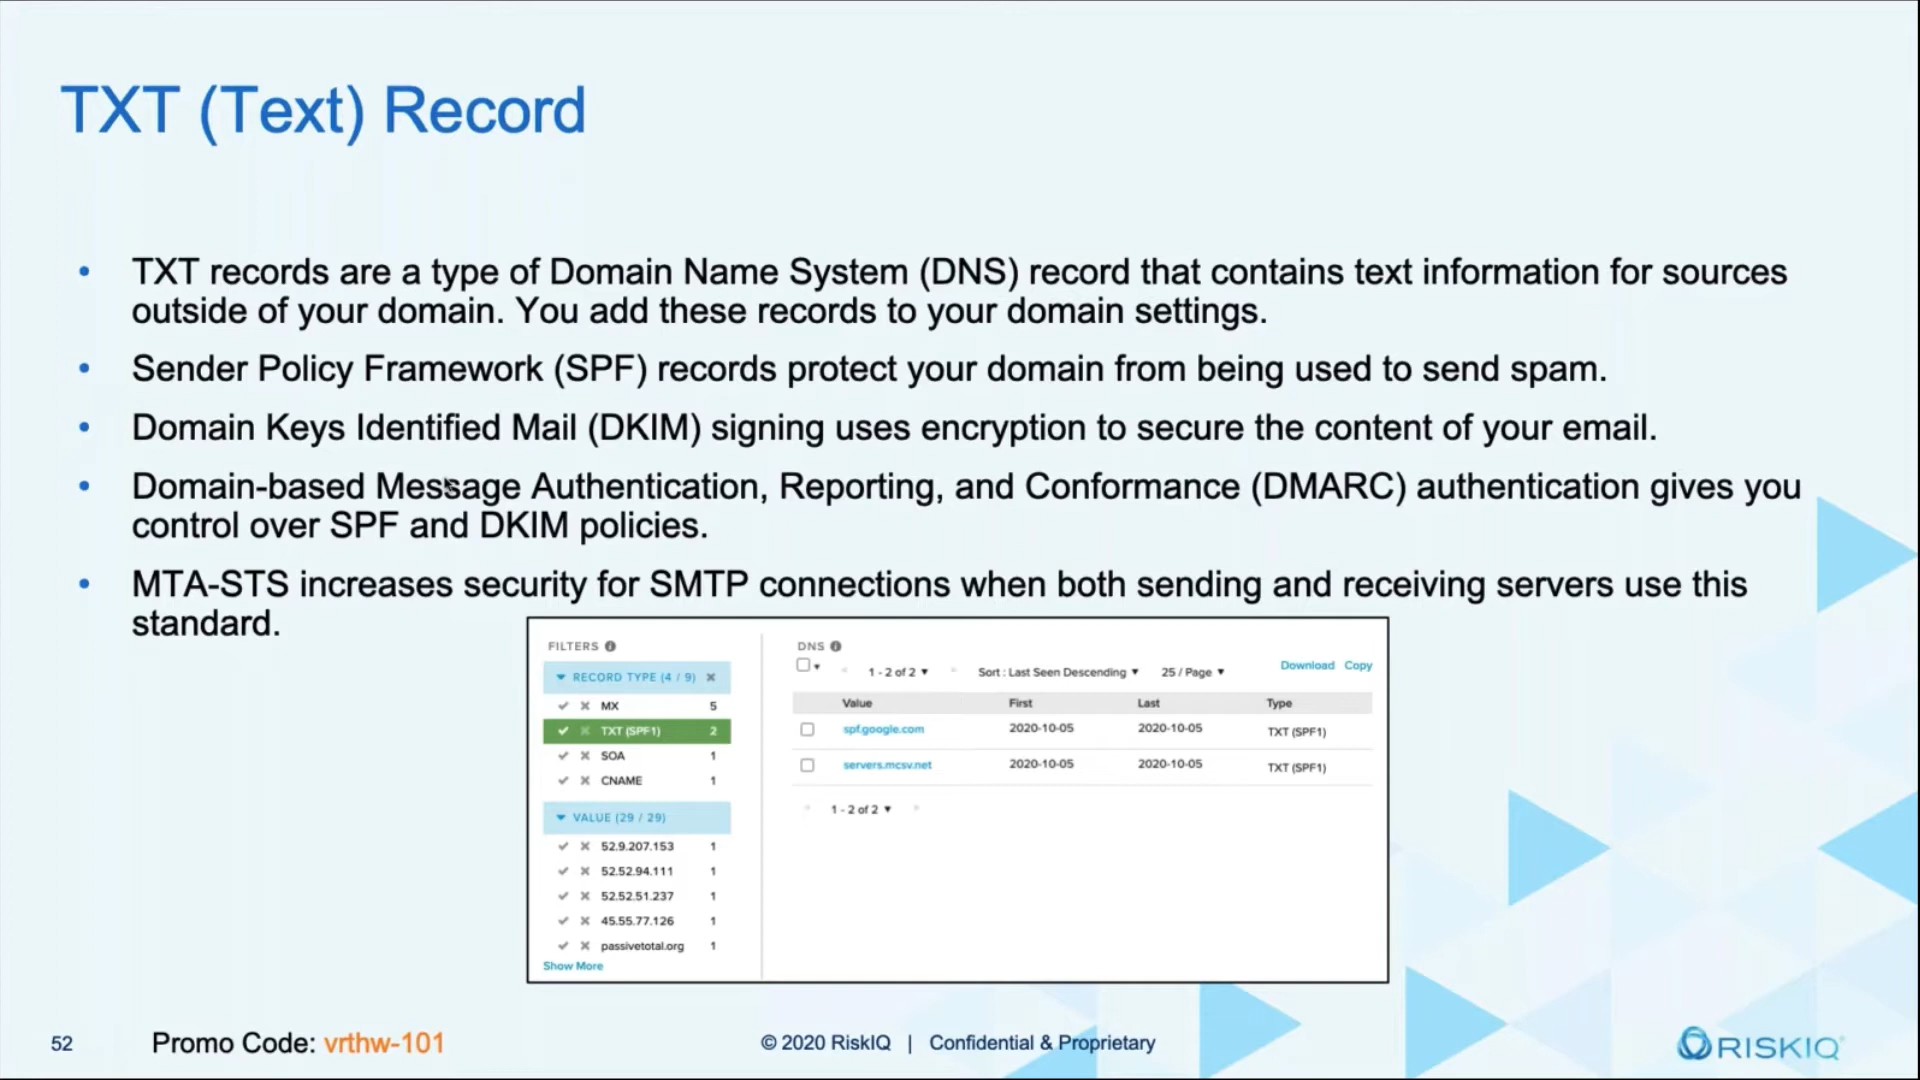 TXT (Text) Record
• TXT records are a type of Domain Name System (DNS) record that contains text information for sources
outside of your domain. You add these records to your domain settings.
• Sender Policy Framework (SPF) records protect your domain from being used to send spam.
• Domain Keys Identified Mail (DKIM) signing uses encryption to secure the content of your email.
• Domain-based Message Authentication, Reporting, and Conformance (DMARC) authentication gives you
control over SPF and DKIM policies.
• MTA-STS increases security for SMTP connections when both sending and receiving servers use this
standard.
FILTERS
RECORD TYPE (4 / 9)
MX 5
TXT (SPF1) 2
SOA 1
CNAME 1
VALUE (29 / 29)
52.9.207.153 1
52.52.94.111 1
52.52.51.237 1
45.55.77.126 1
passivetotal.org 1
Show More
DNS
1 - 2 of 2 Sort : Last Seen Descending 25 / Page Download Copy
Value First Last Type
spf.google.com 2020-10-05 2020-10-05 TXT (SPF1)
servers.mcsv.net 2020-10-05 2020-10-05 TXT (SPF1)
1 - 2 of 2
52 Promo Code: vrthw-101 © 2020 RiskIQ | Confidential & Proprietary RISKIQ